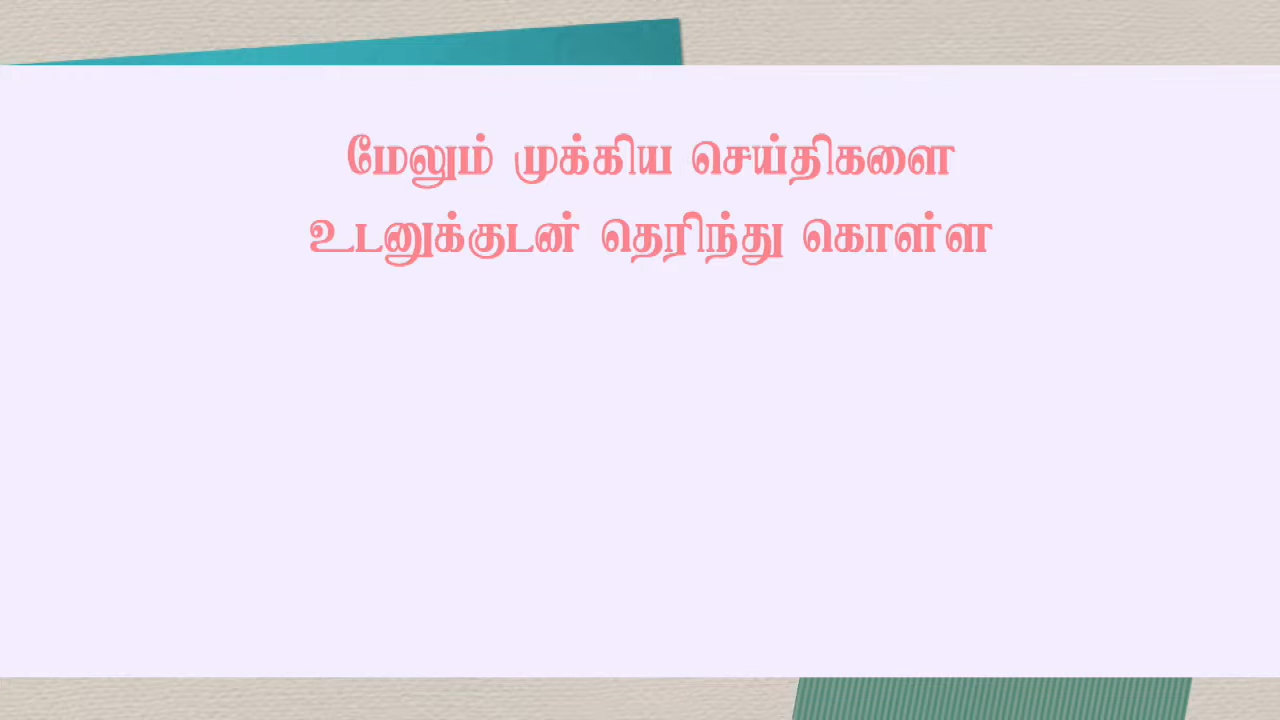 மேலும் முக்கிய செய்திகளை
உடனுக்குடன் தெரிந்து கொள்ள